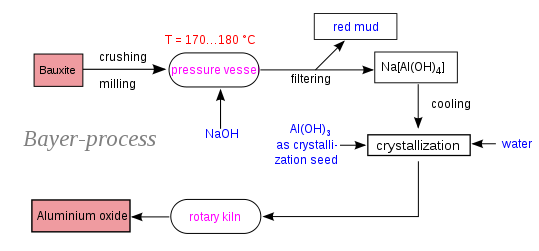 T = 170...180 °C
red mud
crushing
Bauxite
milling
pressure vesse
filtering
Na[Al(OH)4]
cooling
NaOH
Al(OH)3
as crystalli-
zation seed
crystallization
water
Bayer-process
Aluminium oxide
rotary kiln